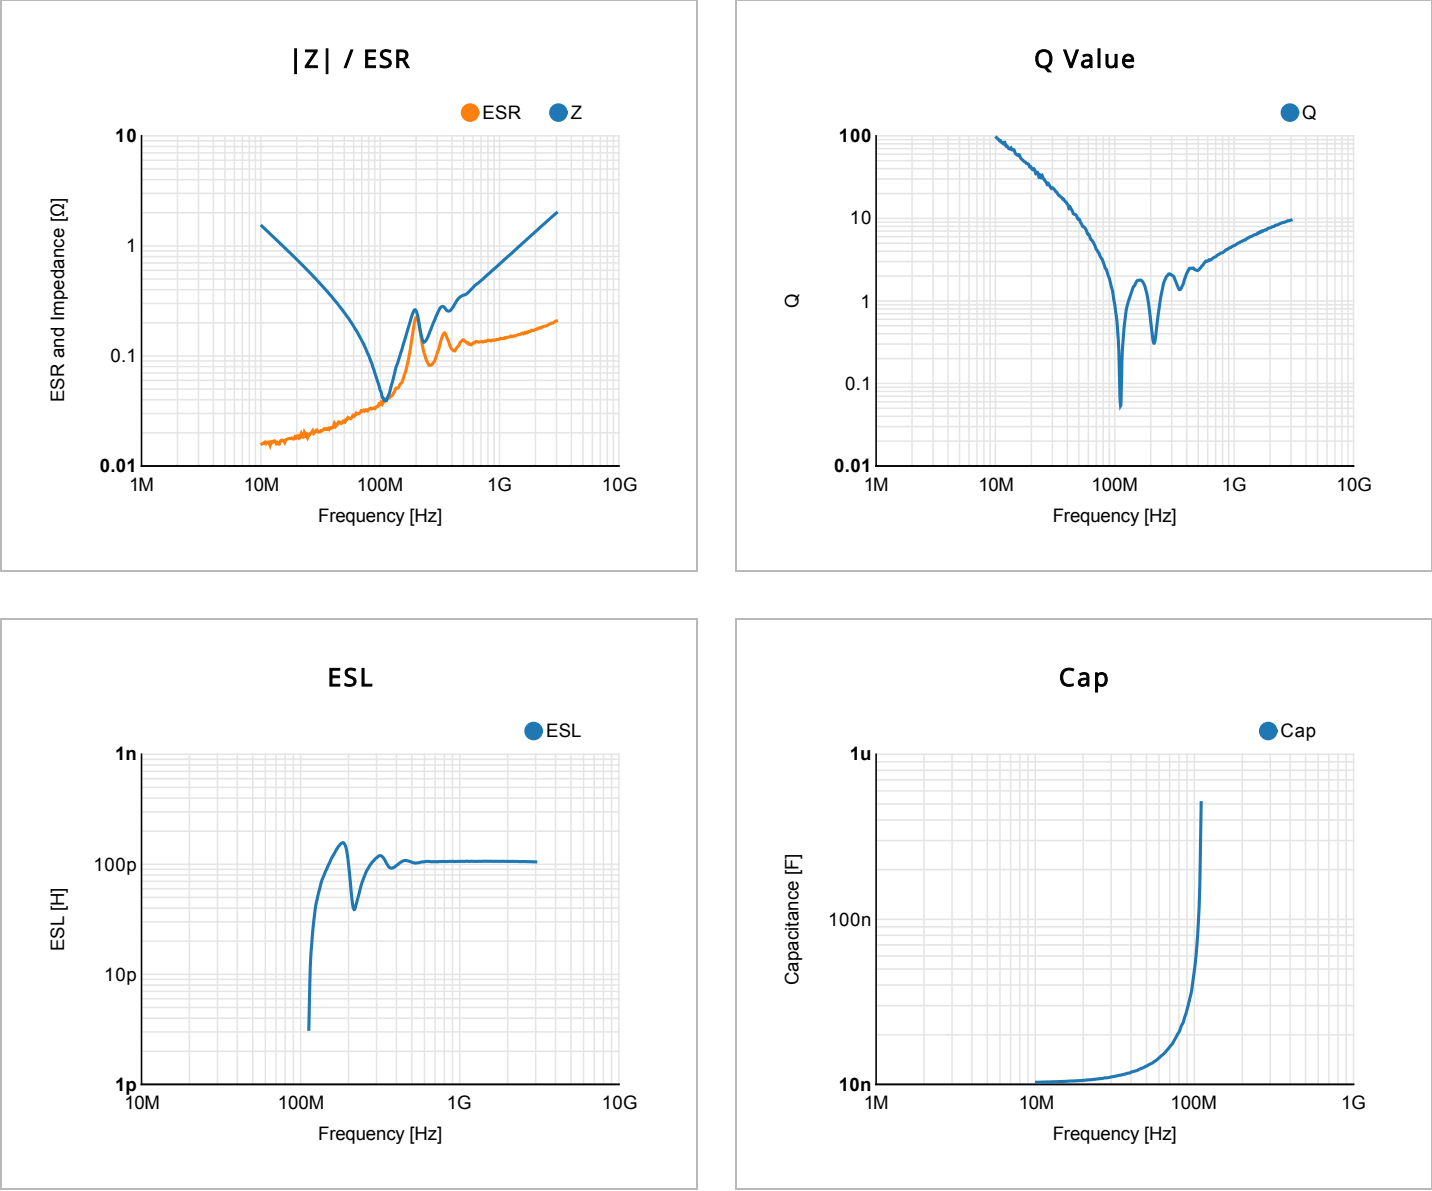 |Z| / ESR
ESR Z
10
1
0.1
0.01
ESR and Impedance [Ω]
1M 10M 100M 1G 10G
Frequency [Hz]
Q Value
Q
100
10
1
0.1
0.01
Q
1M 10M 100M 1G 10G
Frequency [Hz]
ESL
ESL
1n
100p
10p
1p
ESL [H]
10M 100M 1G 10G
Frequency [Hz]
Cap
Cap
1u
100n
10n
Capacitance [F]
1M 10M 100M 1G
Frequency [Hz]